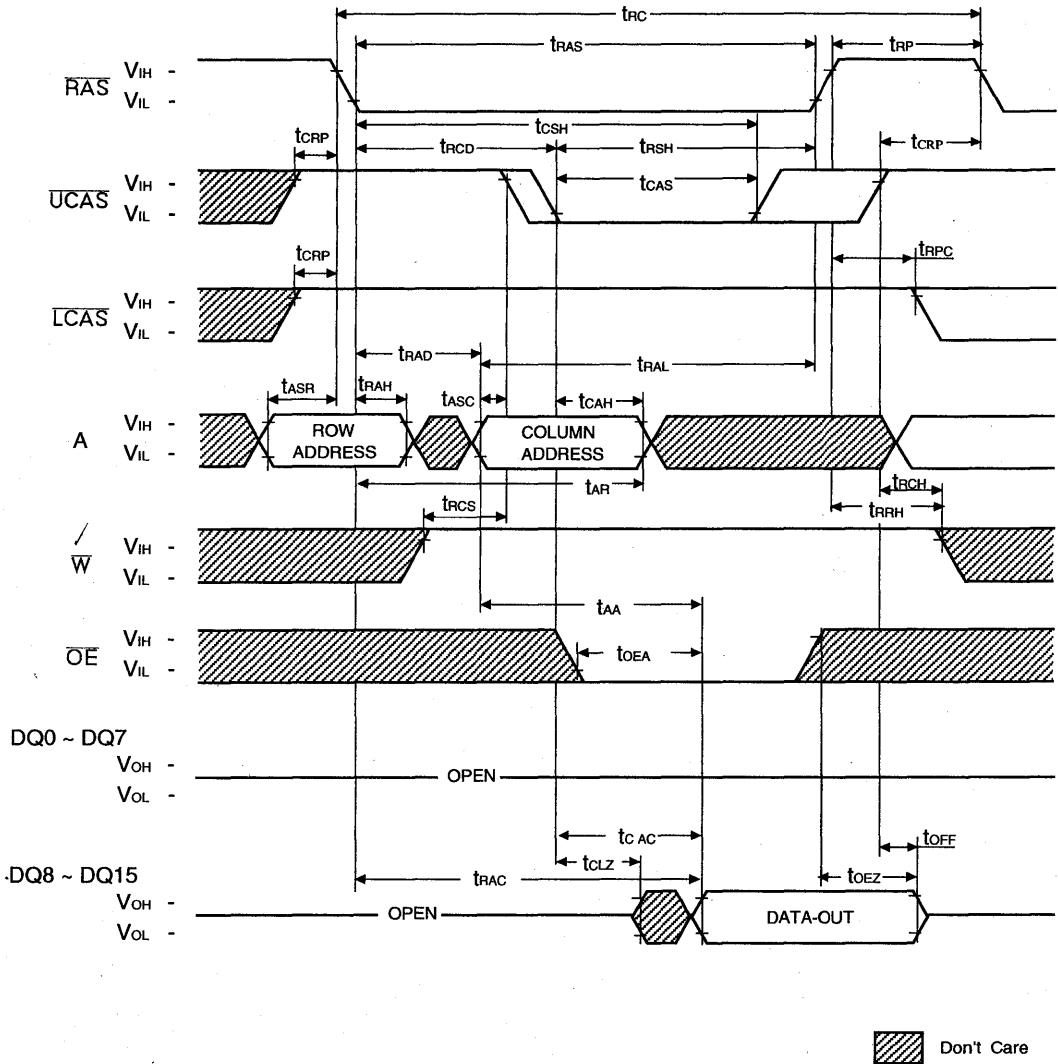 tRC
tRAS
tRP
RAS
VIH -
VIL -
tCSH
tCRP
tRCD
tRSH
tCRP
UCAS
VIH -
VIL -
tCAS
tCRP
tRPC
LCAS
VIH -
VIL -
tRAD
tRAL
tASR
tRAH
tASC
tCAH
A
VIH -
VIL -
ROW
ADDRESS
COLUMN
ADDRESS
tAR
tRCH
tRCS
tRRH
W
VIH -
VIL -
tAA
OE
VIH -
VIL -
tOEA
DQ0 ~ DQ7
VOH -
VOL -
OPEN
tCAC
tOFF
tCLZ
tOEZ
tRAC
DQ8 ~ DQ15
VOH -
VOL -
OPEN
DATA-OUT
Don't Care